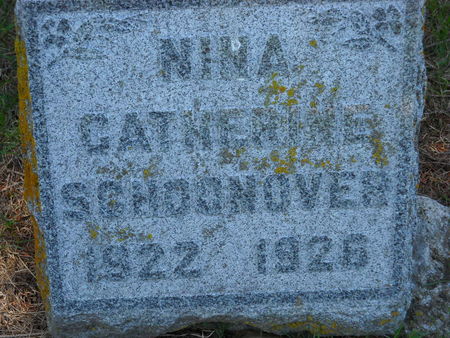 NINA
CATHERINE
SCHOONOVER
1922 1926